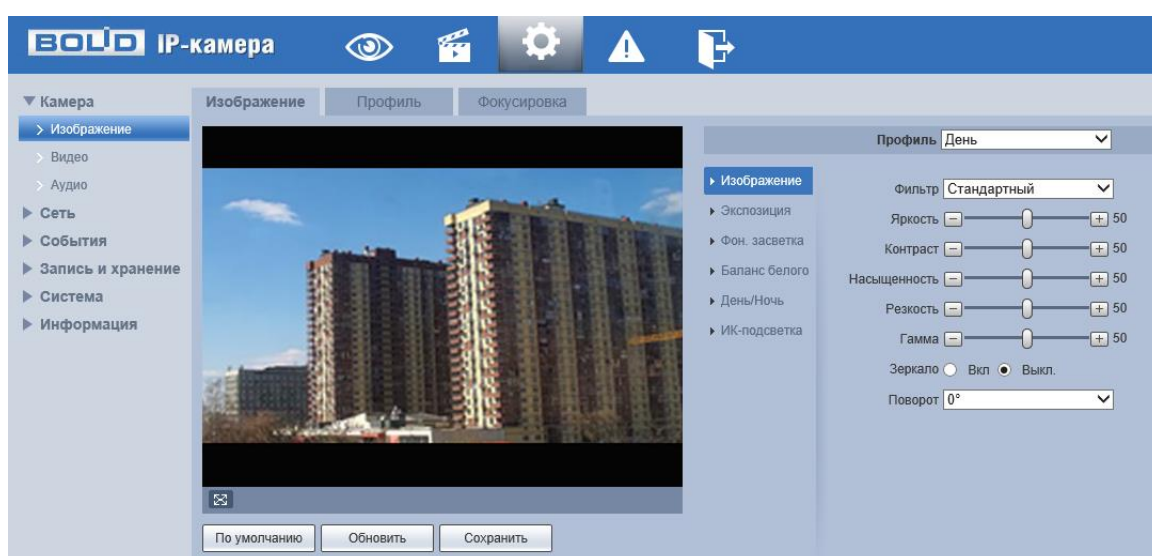 BOLID IP-камера
Камера
Изображение
Видео
Аудио
Сеть
События
Запись и хранение
Система
Информация
Изображение Профиль Фокусировка
Профиль День
Изображение
Экспозиция
Фон. засветка
Баланс белого
День/Ночь
ИК-подсветка
Фильтр Стандартный
Яркость 50
Контраст 50
Насыщенность 50
Резкость 50
Гамма 50
Зеркало Вкл Выкл.
Поворот 0°
По умолчанию Обновить Сохранить